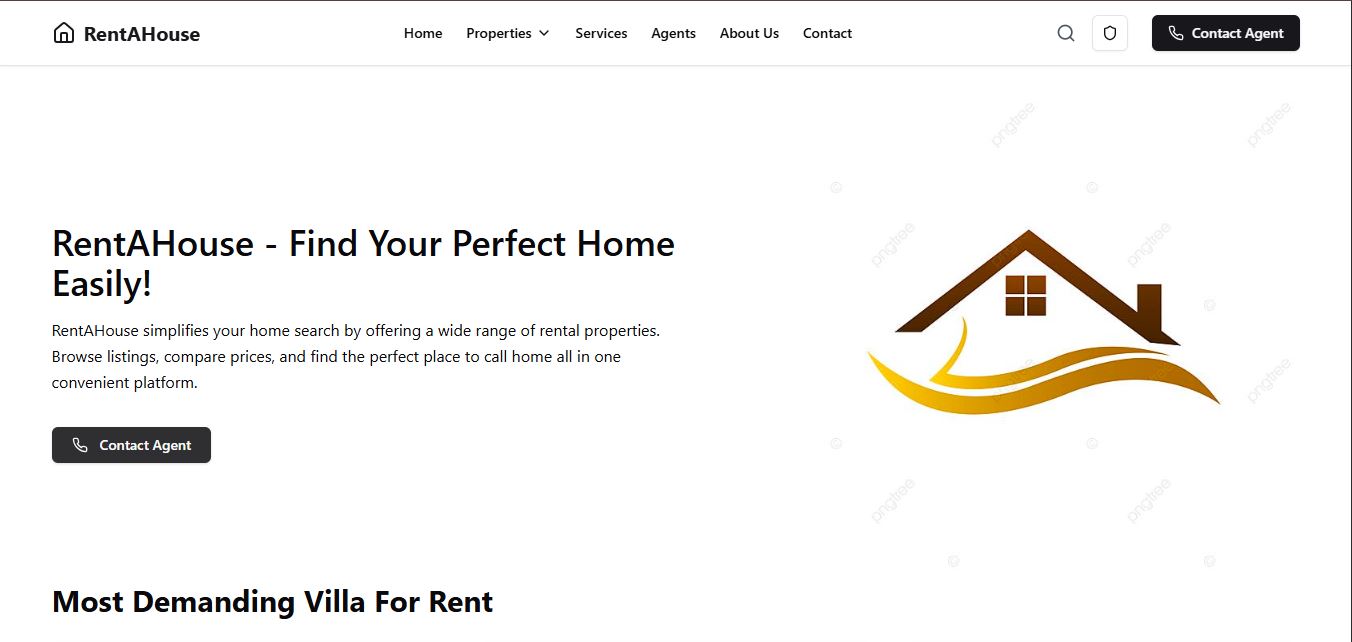 RentAHouse
Home Properties Services Agents About Us Contact
Contact Agent
RentAHouse - Find Your Perfect Home
Easily!
RentAHouse simplifies your home search by offering a wide range of rental properties.
Browse listings, compare prices, and find the perfect place to call home all in one
convenient platform.
Contact Agent
pngtree
pngtree
©
©
pngtree
pngtree
©
pngtree
pngtree
©
©
pngtree
pngtree
©
©
Most Demanding Villa For Rent